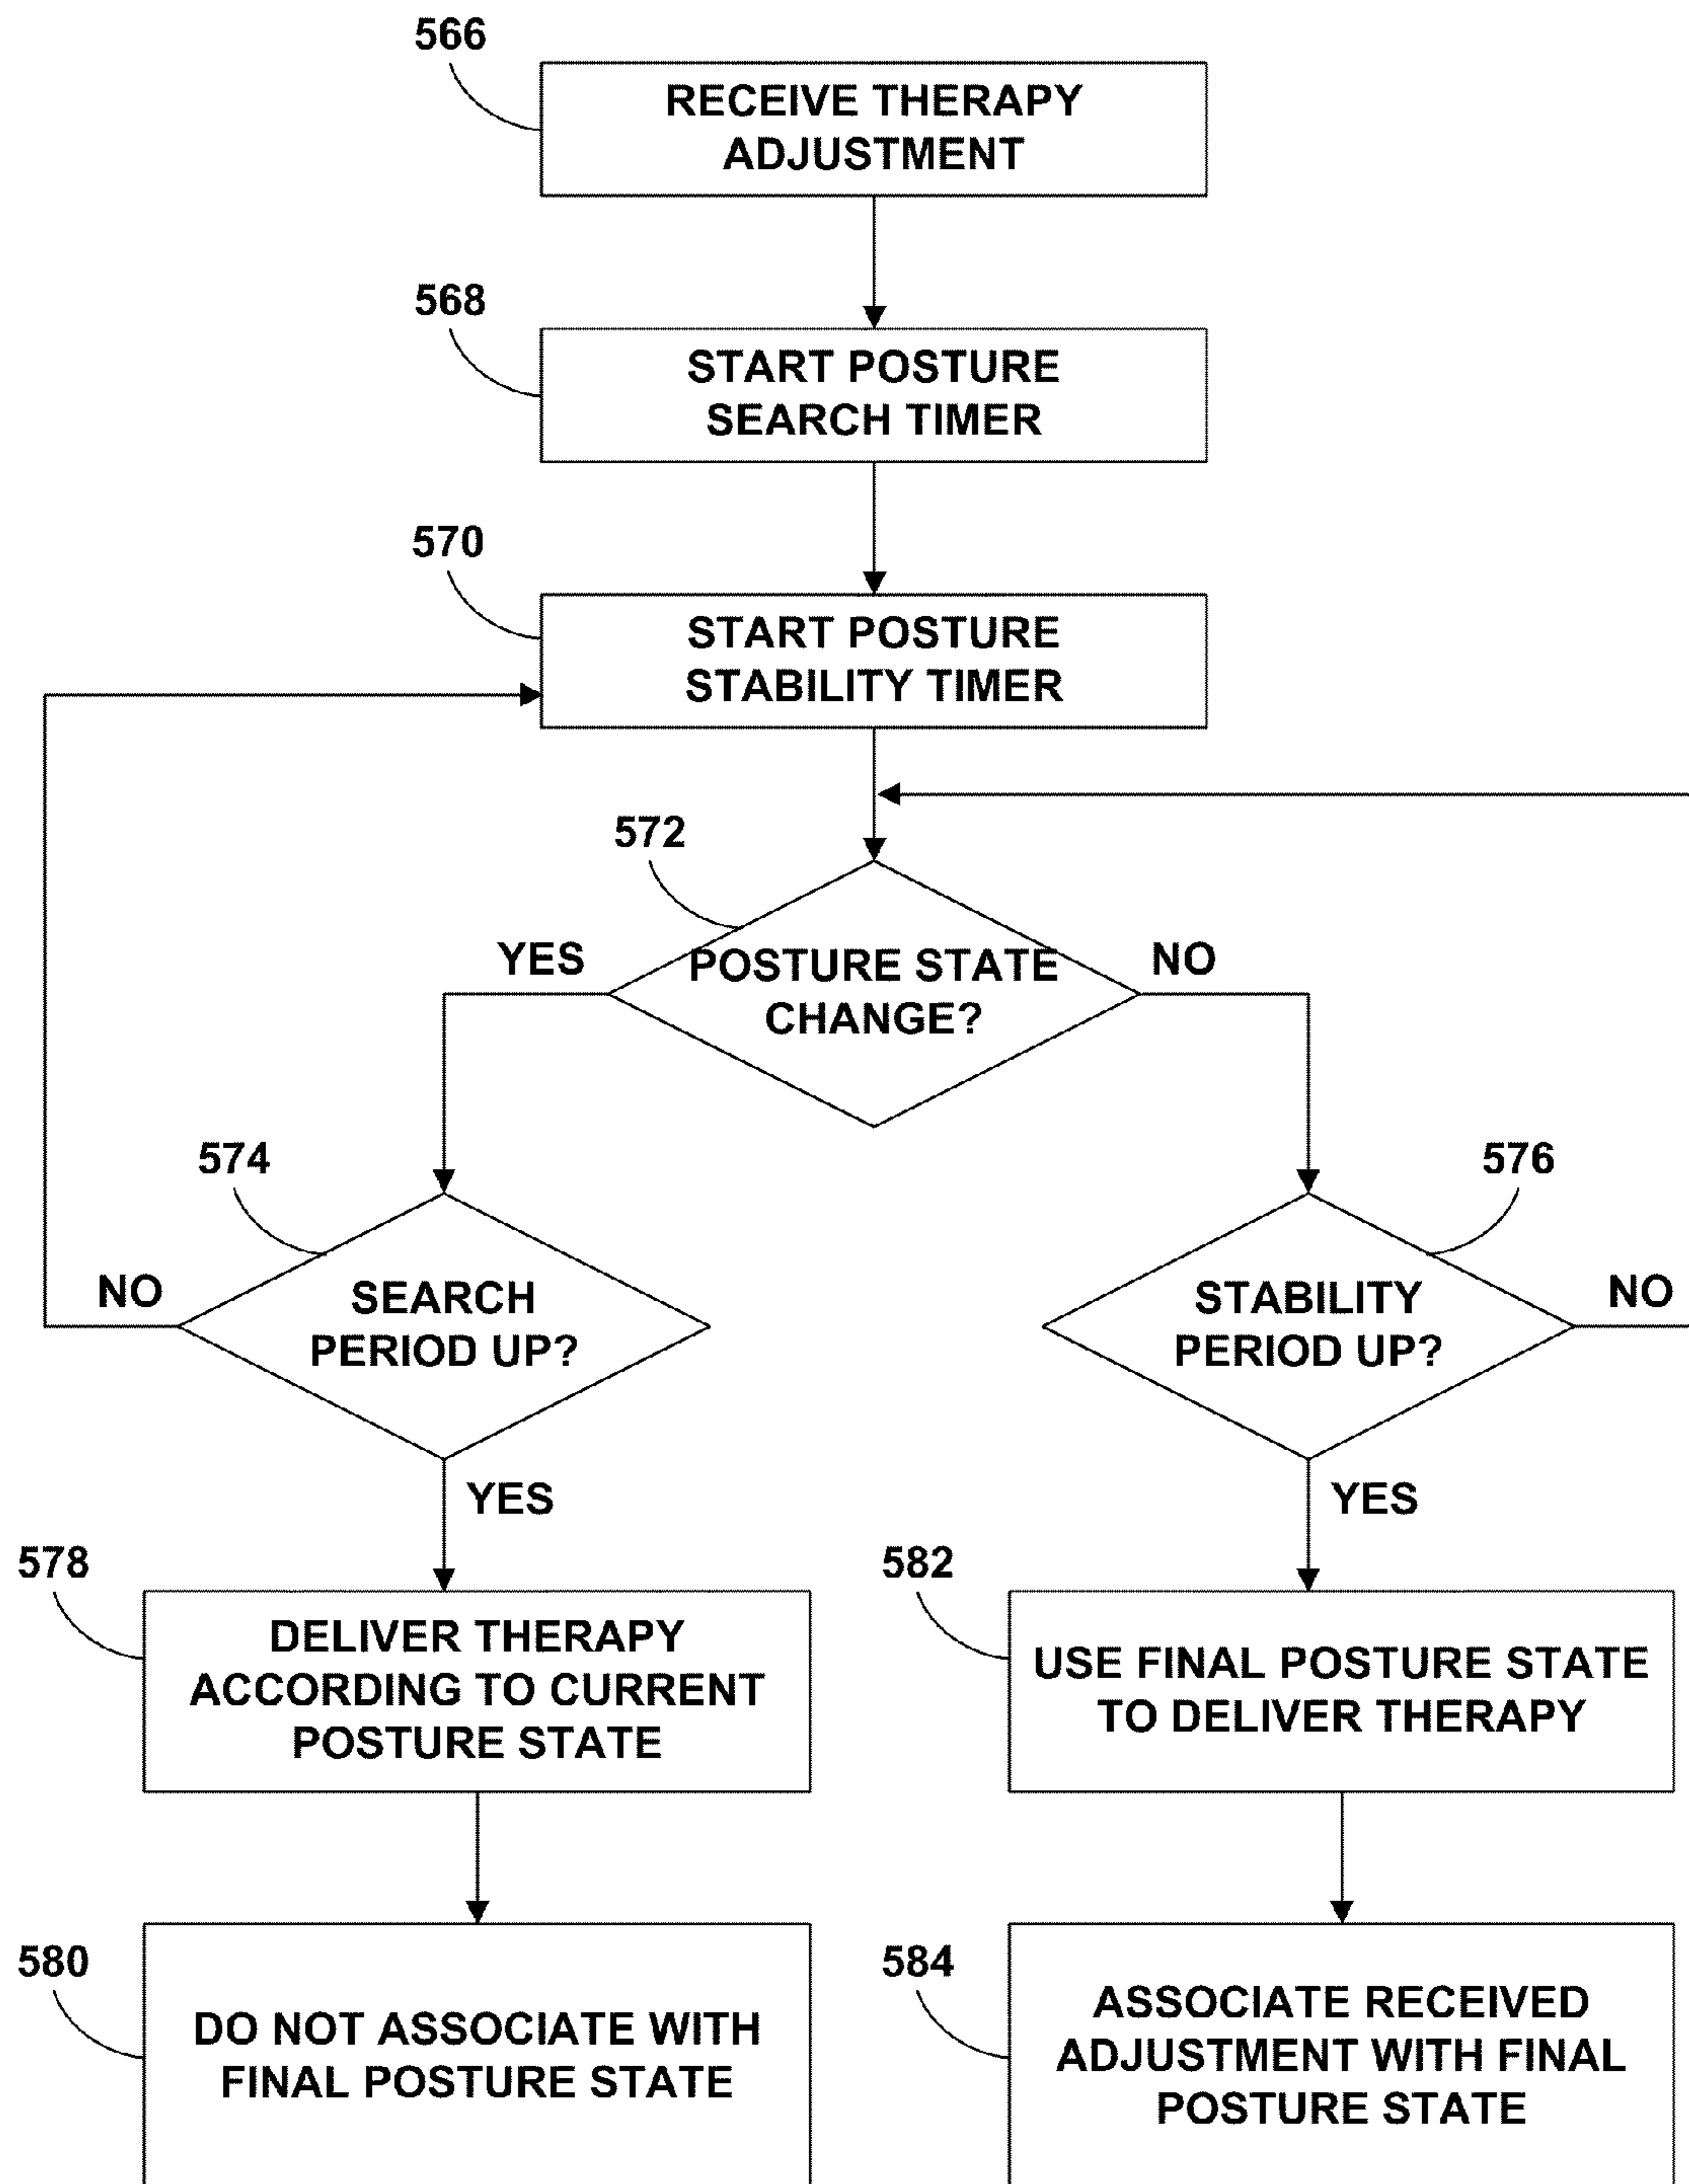 566
RECEIVE THERAPY
ADJUSTMENT
568
START POSTURE
SEARCH TIMER
570
START POSTURE
STABILITY TIMER
572
YES
POSTURE STATE
CHANGE?
NO
574
576
NO
SEARCH
PERIOD UP?
STABILITY
PERIOD UP?
NO
YES
YES
578
DELIVER THERAPY
ACCORDING TO CURRENT
POSTURE STATE
582
USE FINAL POSTURE STATE
TO DELIVER THERAPY
580
DO NOT ASSOCIATE WITH
FINAL POSTURE STATE
584
ASSOCIATE RECEIVED
ADJUSTMENT WITH FINAL
POSTURE STATE